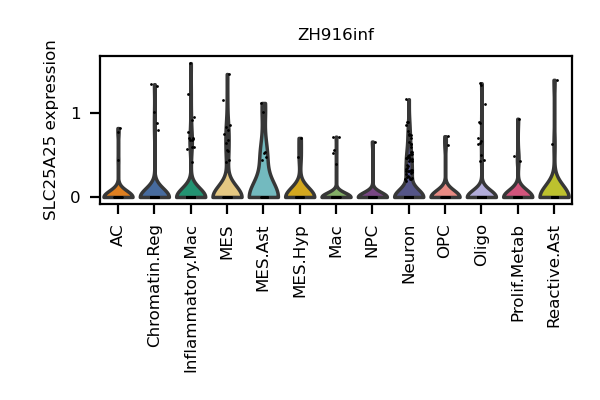 ZH916inf
SLC25A25 expression
1
0
AC
Chromatin.Reg
Inflammatory.Mac
MES
MES.Ast
MES.Hyp
Mac
NPC
Neuron
OPC
Oligo
Prolif.Metab
Reactive.Ast